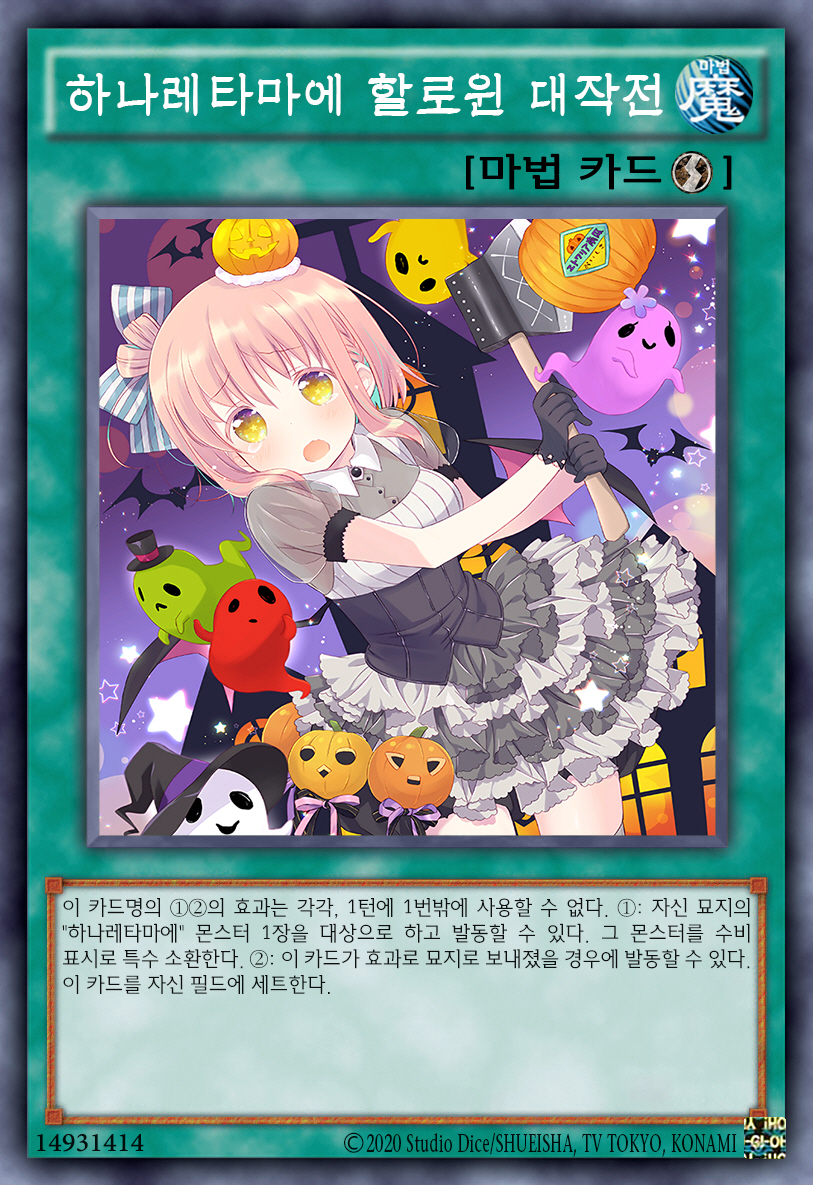 하나레타마에 할로윈 대작전
마법
魔
[마법 카드]
이 카드명의 ①②의 효과는 각각, 1턴에 1번밖에 사용할 수 없다. ①: 자신 묘지의
"하나레타마에" 몬스터 1장을 대상으로 하고 발동할 수 있다. 그 몬스터를 수비
표시로 특수 소환한다. ②: 이 카드가 효과로 묘지로 보내졌을 경우에 발동할 수 있다.
이 카드를 자신 필드에 세트한다.
14931414
©2020 Studio Dice/SHUEISHA, TV TOKYO, KONAMI